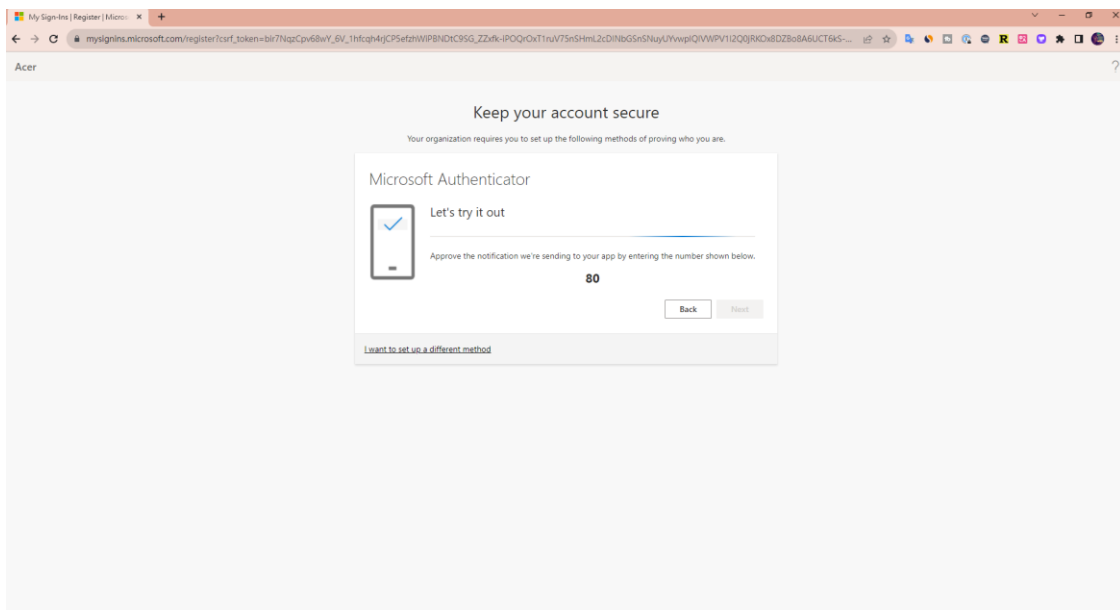 My Sign-Ins | Register | Micros
mysignins.microsoft.com/register?csrf_token=
Acer
?
Keep your account secure
Your organization requires you to set up the following methods of proving who you are.
Microsoft Authenticator
Let's try it out
Approve the notification we're sending to your app by entering the number shown below.
80
Back
Next
I want to set up a different method